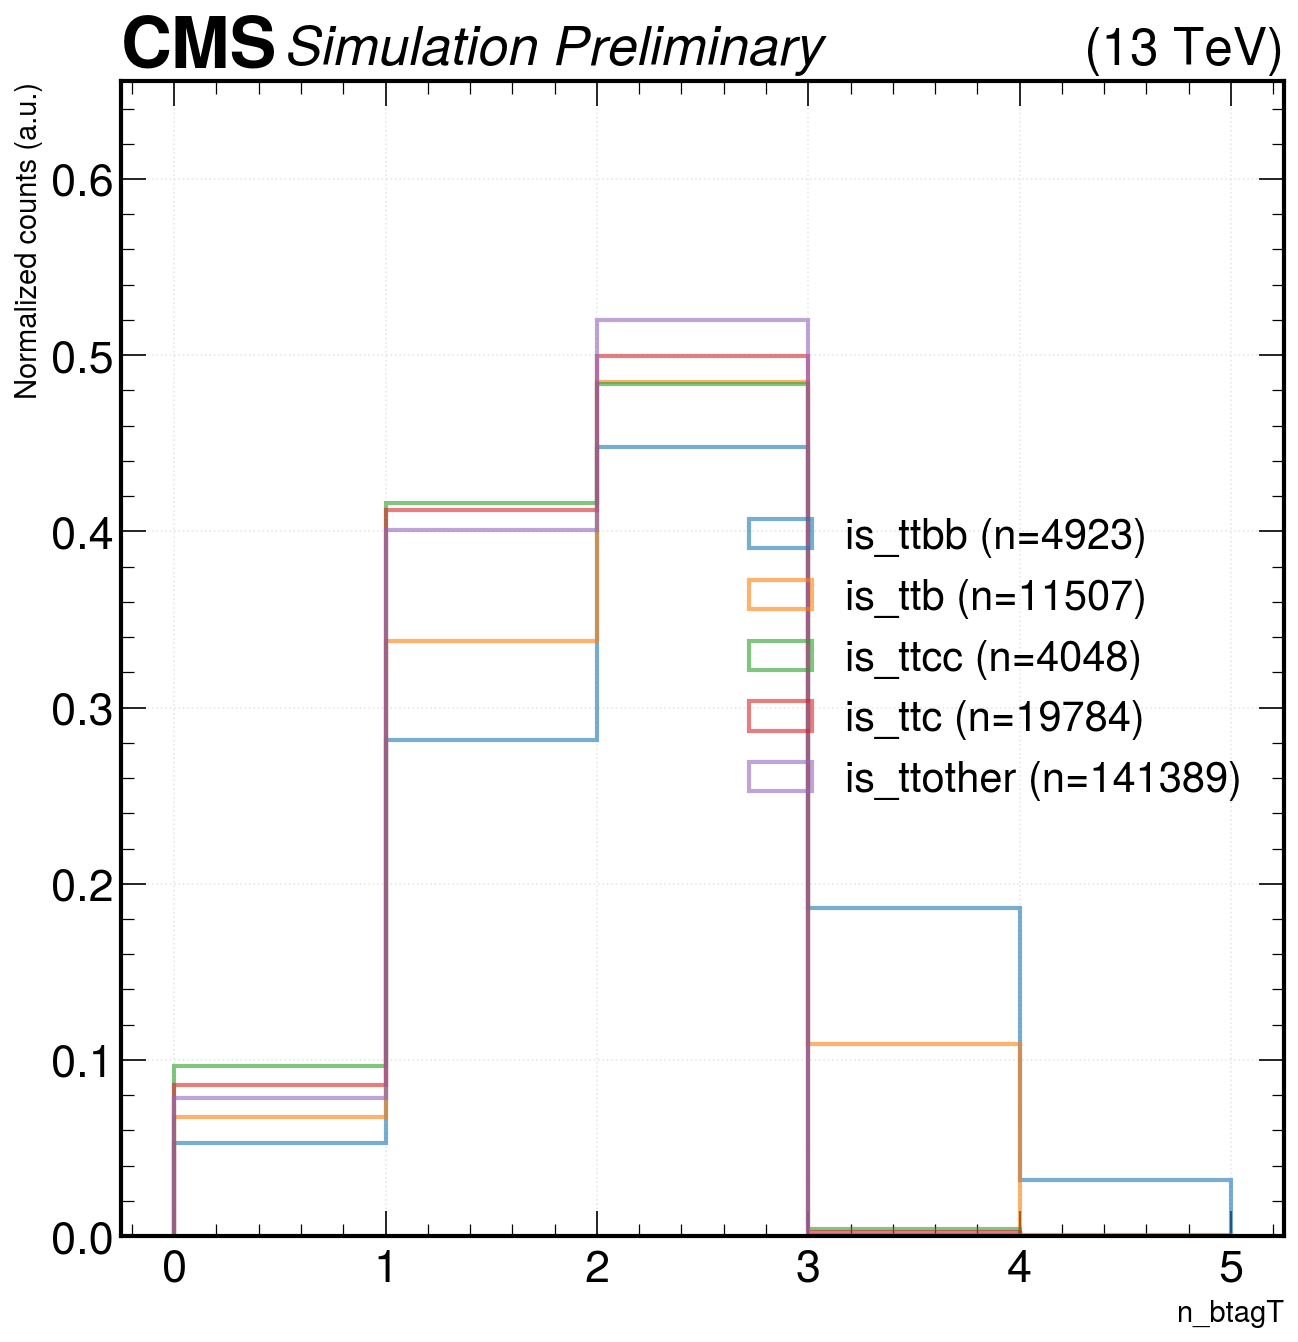 CMS Simulation Preliminary (13 TeV)
Normalized counts (a.u.)
0.6
0.5
0.4
0.3
0.2
0.1
0.0
is_ttbb (n=4923)
is_ttb (n=11507)
is_ttcc (n=4048)
is_ttc (n=19784)
is_ttother (n=141389)
0 1 2 3 4 5
n_btagT